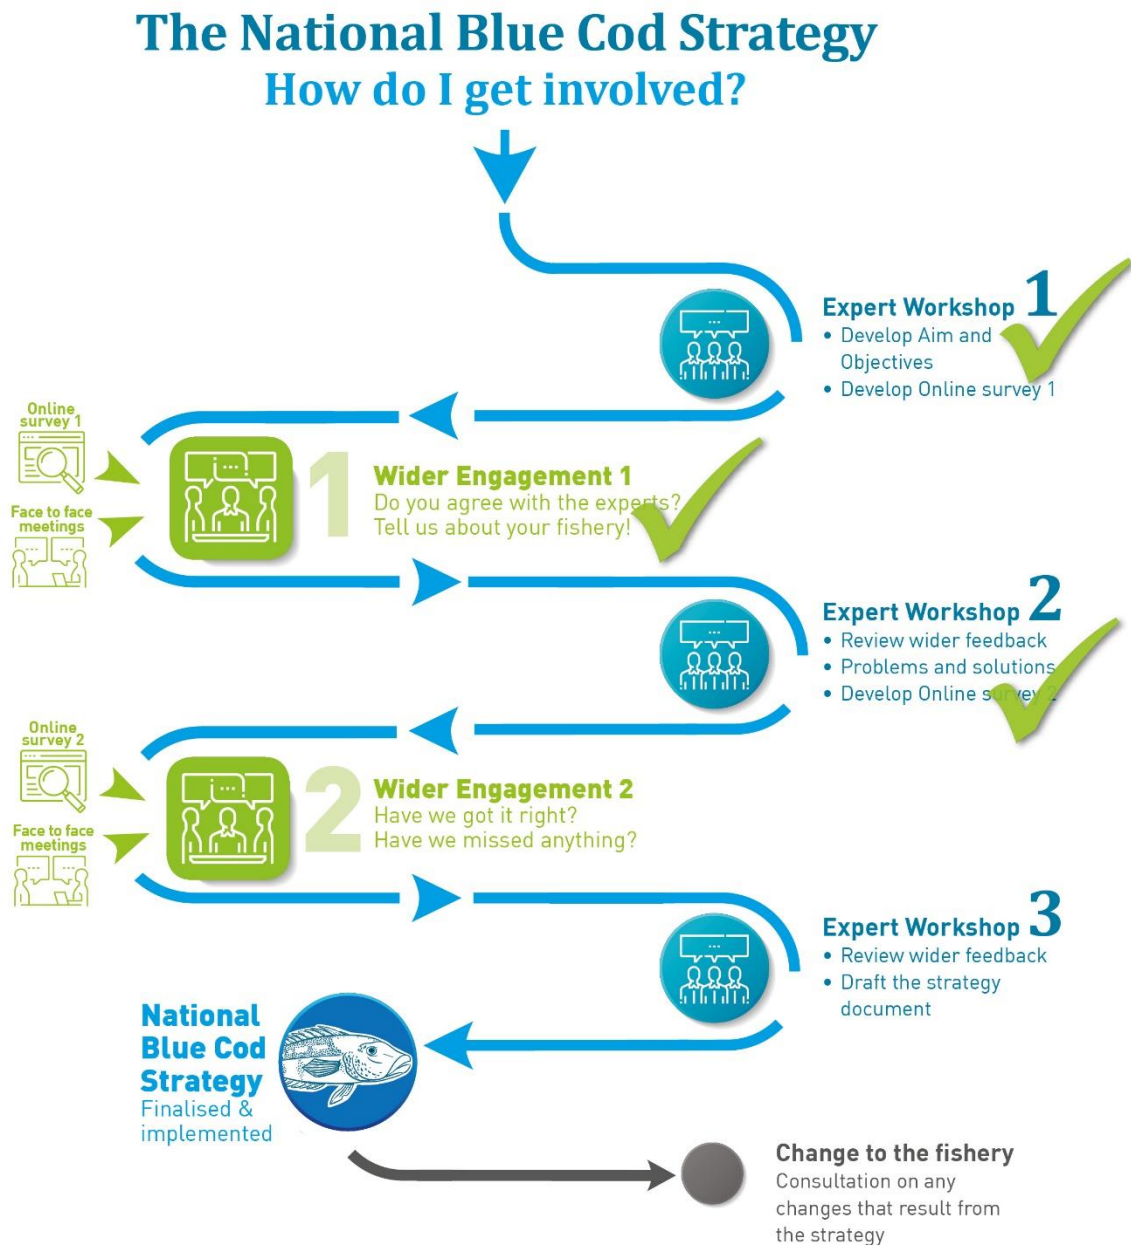 The National Blue Cod Strategy
How do I get involved?
Expert Workshop 1
• Develop Aim and
Objectives
• Develop Online survey 1
Online
survey 1
Face to face
meetings
1
Wider Engagement 1
Do you agree with the experts?
Tell us about your fishery!
Expert Workshop 2
• Review wider feedback
• Problems and solutions
• Develop Online survey 2
Online
survey 2
Face to face
meetings
2
Wider Engagement 2
Have we got it right?
Have we missed anything?
Expert Workshop 3
• Review wider feedback
• Draft the strategy
document
National
Blue Cod
Strategy
Finalised &
implemented
Change to the fishery
Consultation on any
changes that result from
the strategy